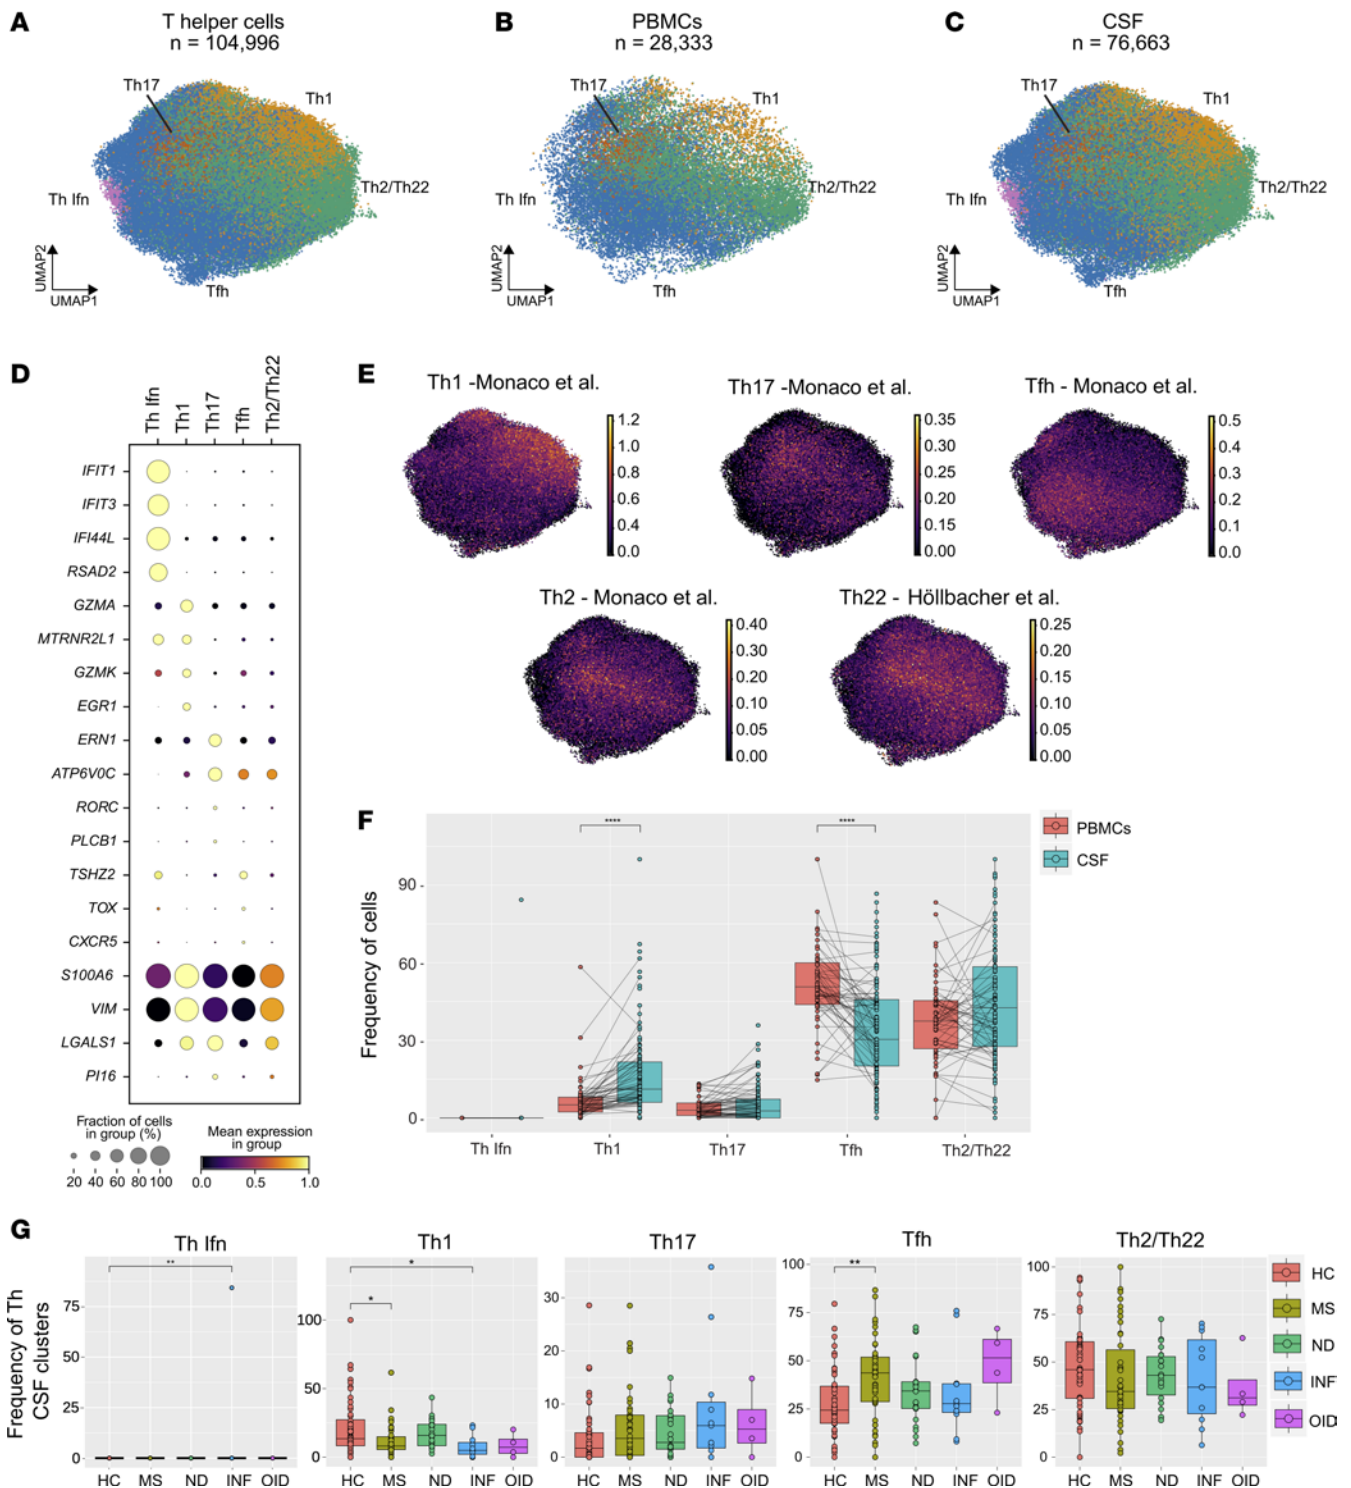 A
T helper cells
n = 104,996
Th17
Th1
Th Ifn
Th2/Th22
Tfh
UMAP2
UMAP1
B
PBMCs
n = 28,333
Th17
Th1
Th Ifn
Th2/Th22
Tfh
UMAP2
UMAP1
C
CSF
n = 76,663
Th17
Th1
Th Ifn
Th2/Th22
Tfh
UMAP2
UMAP1
D
Th Ifn
Th1
Th17
Tfh
Th2/Th22
IFIT1
IFIT3
IFI44L
RSAD2
GZMA
MTRNR2L1
GZMK
EGR1
ERN1
ATP6V0C
RORC
PLCB1
TSHZ2
TOX
CXCR5
S100A6
VIM
LGALS1
PI16
Fraction of cells
in group (%)
20 40 60 80 100
Mean expression
in group
0.0 0.5 1.0
E
Th1 -Monaco et al.
1.2
1.0
0.8
0.6
0.4
0.2
0.0
Th17 -Monaco et al.
0.35
0.30
0.25
0.20
0.15
0.10
0.05
0.00
Tfh - Monaco et al.
0.5
0.4
0.3
0.2
0.1
0.0
Th2 - Monaco et al.
0.40
0.30
0.20
0.10
0.05
0.00
Th22 - Höllbacher et al.
0.25
0.20
0.15
0.10
0.05
0.00
F
Frequency of cells
90
60
30
0
****
****
Th Ifn
Th1
Th17
Tfh
Th2/Th22
PBMCs
CSF
G
Frequency of Th
CSF clusters
Th Ifn
75
50
25
0
**
HC MS ND INF OID
Th1
100
50
0
*
*
HC MS ND INF OID
Th17
30
20
10
0
HC MS ND INF OID
Tfh
100
75
50
25
0
**
HC MS ND INF OID
Th2/Th22
100
75
50
25
0
HC MS ND INF OID
HC
MS
ND
INF
OID